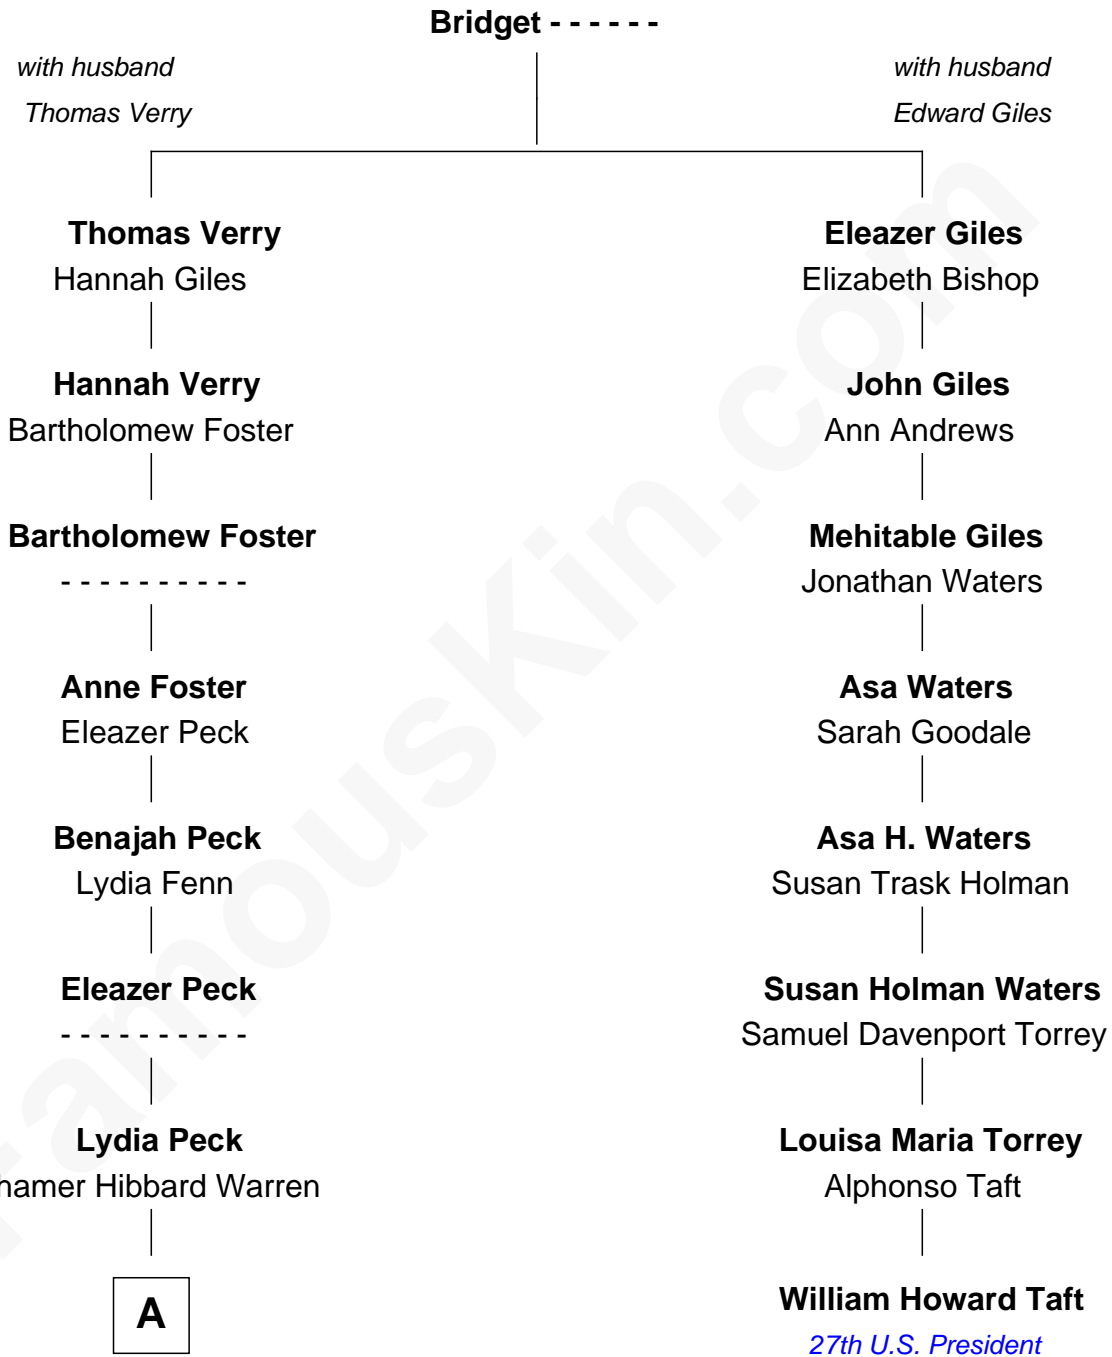 Bridget - - - - - -
with husband
Thomas Verry
with husband
Edward Giles
Thomas Verry
Hannah Giles
Eleazer Giles
Elizabeth Bishop
Hannah Verry
Bartholomew Foster
John Giles
Ann Andrews
Bartholomew Foster
- - - - - - - - - -
Mehitable Giles
Jonathan Waters
Anne Foster
Eleazer Peck
Asa Waters
Sarah Goodale
Benajah Peck
Lydia Fenn
Asa H. Waters
Susan Trask Holman
Eleazer Peck
- - - - - - - - - -
Susan Holman Waters
Samuel Davenport Torrey
Lydia Peck
hamer Hibbard Warren
Louisa Maria Torrey
Alphonso Taft
A
William Howard Taft
27th U.S. President
FamousKin.com